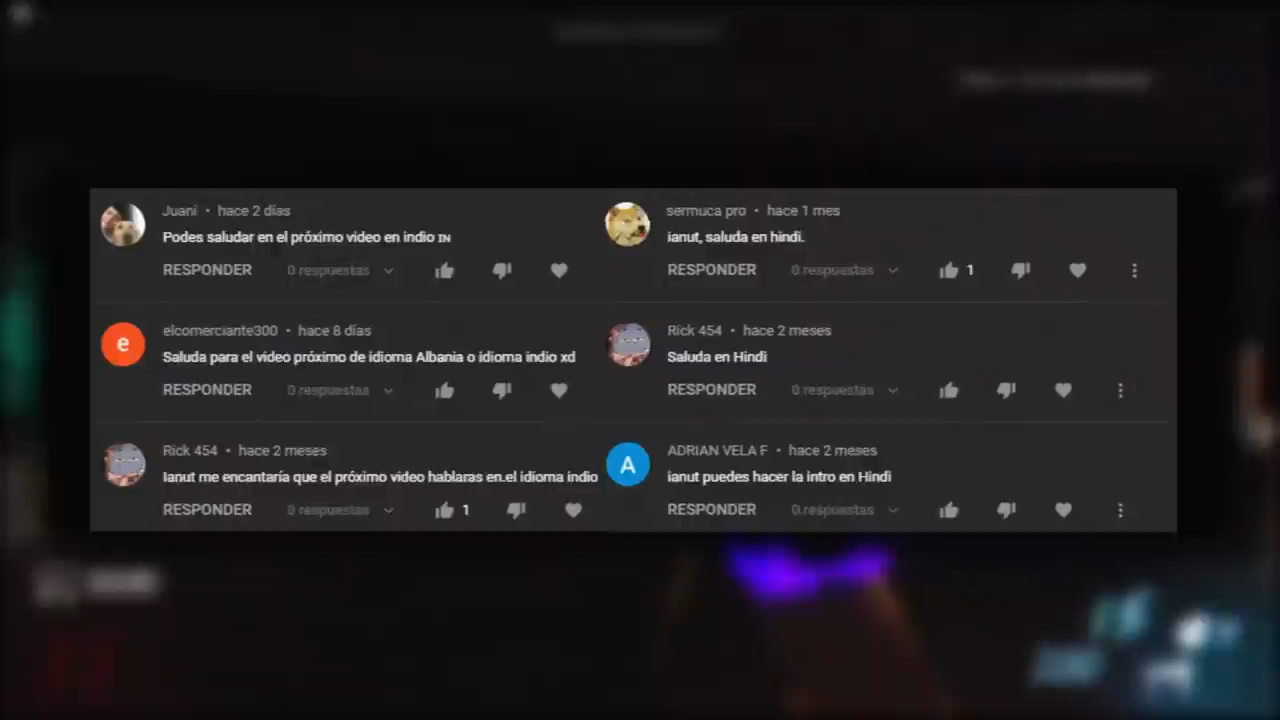 Juani • hace 2 días
Podes saludar en el próximo video en indio IN
RESPONDER 0 respuestas
elcomerciante300 • hace 8 días
Saluda para el video próximo de idioma Albania o idioma indio xd
RESPONDER 0 respuestas
Rick 454 • hace 2 meses
Ianut me encantaría que el próximo video hablaras en.el idioma indio
RESPONDER 0 respuestas 1
sermuca pro • hace 1 mes
ianut, saluda en hindi.
RESPONDER 0 respuestas 1
Rick 454 • hace 2 meses
Saluda en Hindi
RESPONDER 0 respuestas
A ADRIAN VELA F • hace 2 meses
ianut puedes hacer la intro en Hindi
RESPONDER 0 respuestas